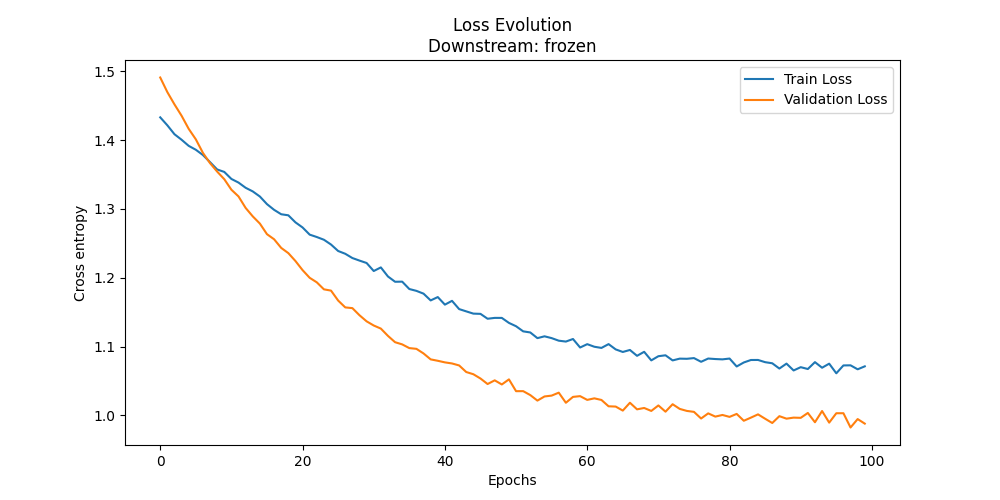 Loss Evolution
Downstream: frozen
Train Loss
Validation Loss
1.5
1.4
1.3
1.2
1.1
1.0
Cross entropy
0 20 40 60 80 100
Epochs